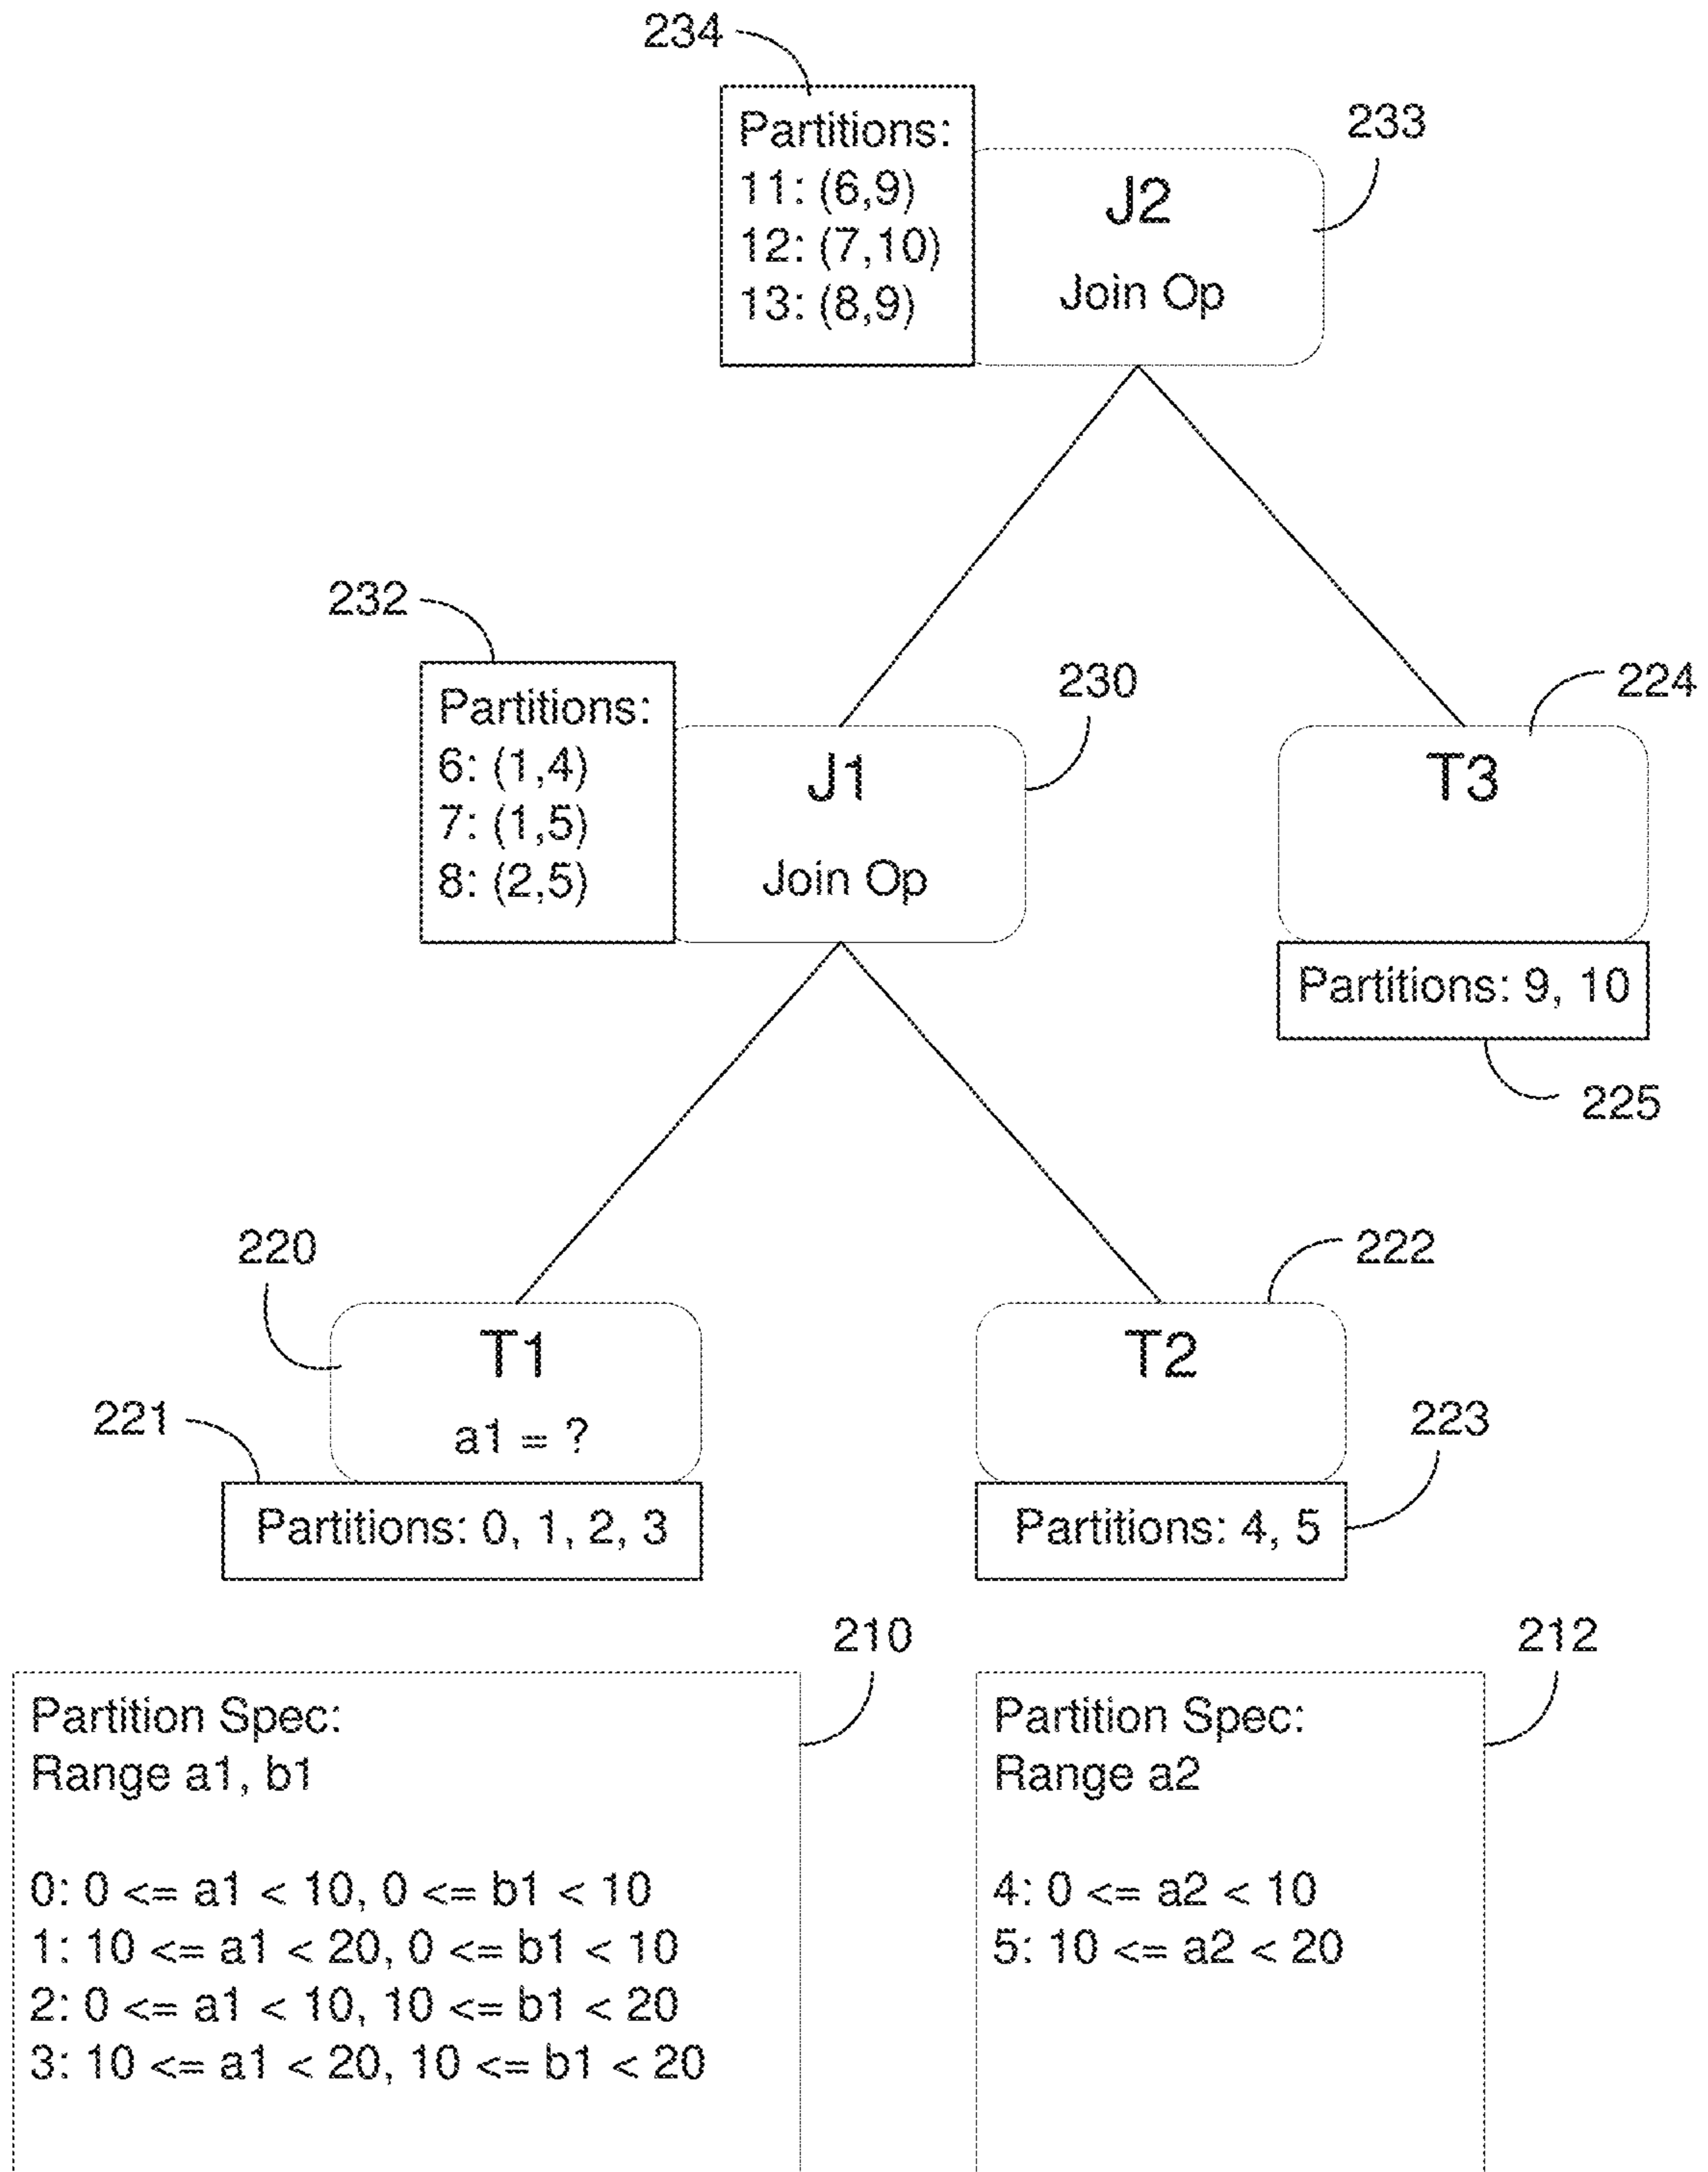 234
Partitions:
11: (6,9)
12: (7,10)
13: (8,9)
J2
Join Op
233
232
Partitions:
6: (1,4)
7: (1,5)
8: (2,5)
J1
Join Op
230
224
T3
Partitions: 9, 10
225
220
T1
a1 = ?
221
Partitions: 0, 1, 2, 3
222
T2
223
Partitions: 4, 5
210
Partition Spec:
Range a1, b1
0: 0 <= a1 < 10, 0 <= b1 < 10
1: 10 <= a1 < 20, 0 <= b1 < 10
2: 0 <= a1 < 10, 10 <= b1 < 20
3: 10 <= a1 < 20, 10 <= b1 < 20
212
Partition Spec:
Range a2
4: 0 <= a2 < 10
5: 10 <= a2 < 20